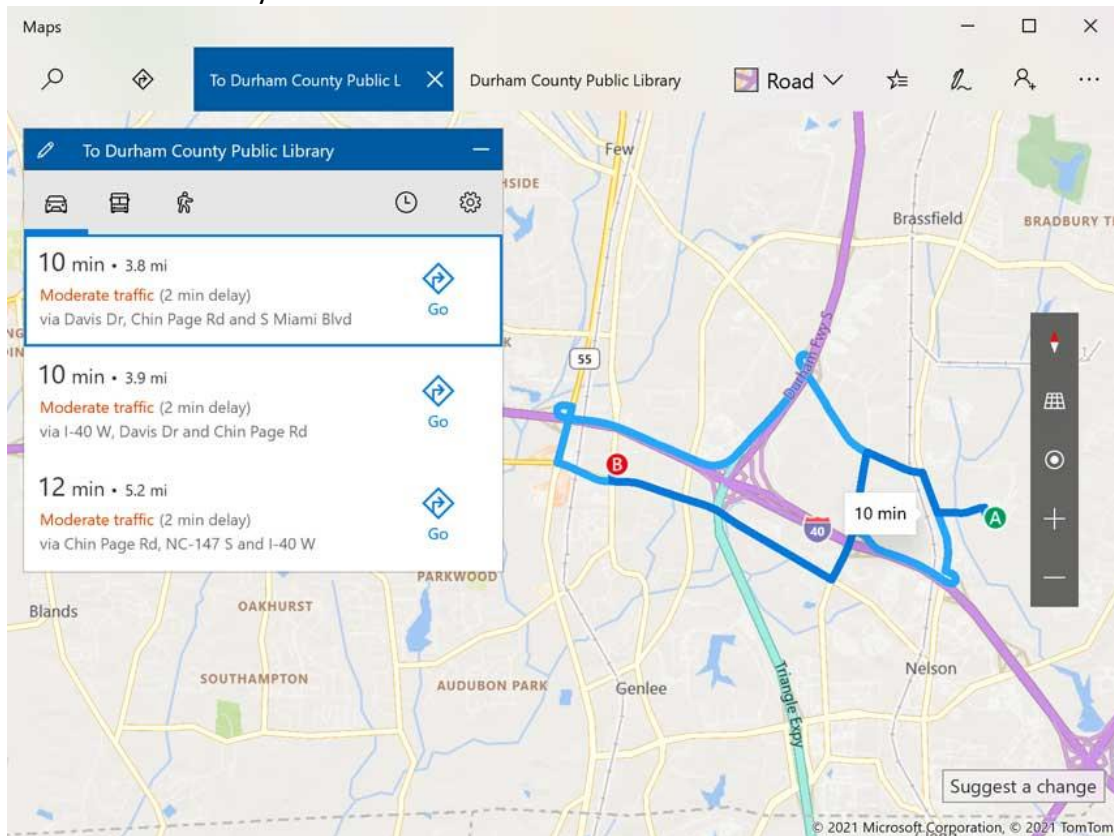 Maps
To Durham County Public L
Durham County Public Library
Road
To Durham County Public Library
10 min • 3.8 mi
Moderate traffic (2 min delay)
via Davis Dr, Chin Page Rd and S Miami Blvd
Go
10 min • 3.9 mi
Moderate traffic (2 min delay)
via I-40 W, Davis Dr and Chin Page Rd
Go
12 min • 5.2 mi
Moderate traffic (2 min delay)
via Chin Page Rd, NC-147 S and I-40 W
Go
Few
HSIDE
Brassfield
BRADBURY T
55
Durham Fwy S
B
10 min
A
40
PARKWOOD
Blands
OAKHURST
SOUTHAMPTON
AUDUBON PARK
Genlee
Nelson
Triangle Expy
Suggest a change
© 2021 Microsoft Corporation, © 2021 TomTom